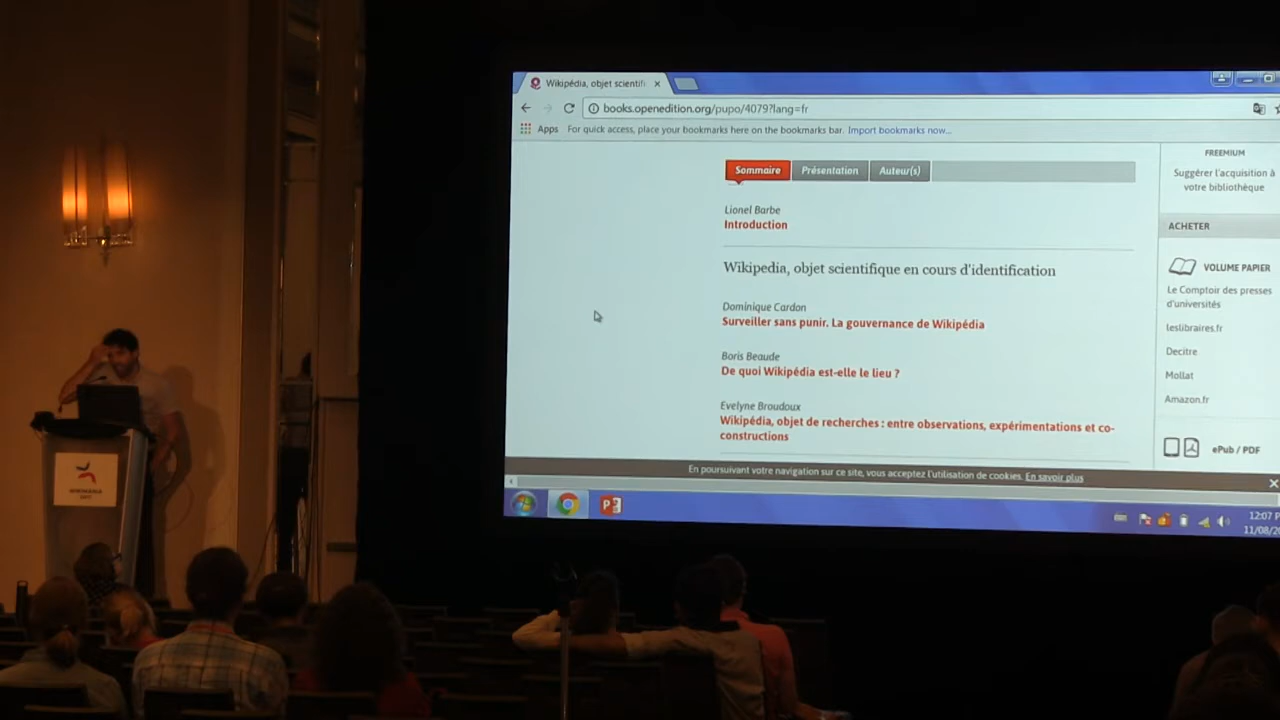 Wikipédia, objet scientifi
books.openedition.org/pupo/4079?lang=fr
Apps For quick access, place your bookmarks here on the bookmarks bar. Import bookmarks now...
Sommaire Présentation Auteur(s)
Lionel Barbe
Introduction
Wikipedia, objet scientifique en cours d'identification
Dominique Cardon
Surveiller sans punir. La gouvernance de Wikipédia
Boris Beaude
De quoi Wikipédia est-elle le lieu ?
Evelyne Broudoux
Wikipédia, objet de recherches : entre observations, expérimentations et co-
constructions
FREEMIUM
Suggérer l'acquisition à
votre bibliothèque
ACHETER
VOLUME PAPIER
Le Comptoir des presses
d'universités
leslibraires.fr
Decitre
Mollat
Amazon.fr
ePub / PDF
En poursuivant votre navigation sur ce site, vous acceptez l'utilisation de cookies. En savoir plus
12:07 P
11/08/2
WIKIMANIA